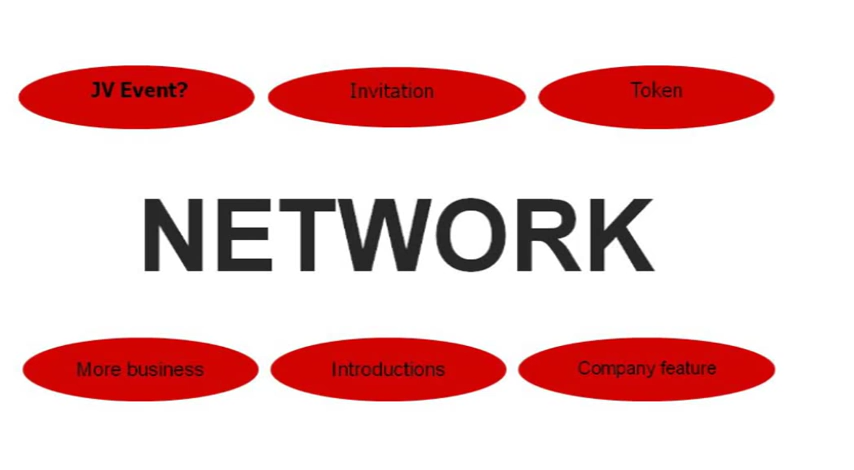 JV Event?
Invitation
Token
NETWORK
More business
Introductions
Company feature